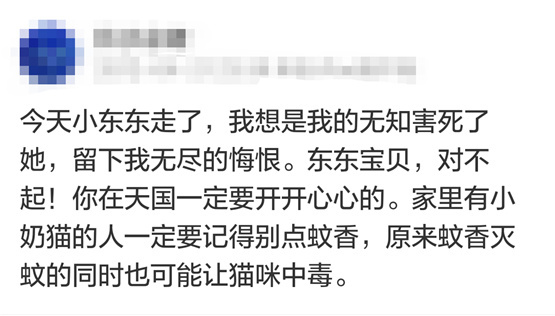 今天小东东走了，我想是我的无知害死了
她，留下我无尽的悔恨。东东宝贝，对不
起！你在天国一定要开开心心的。家里有小
奶猫的人一定要记得别点蚊香，原来蚊香灭
蚊的同时也可能让猫咪中毒。